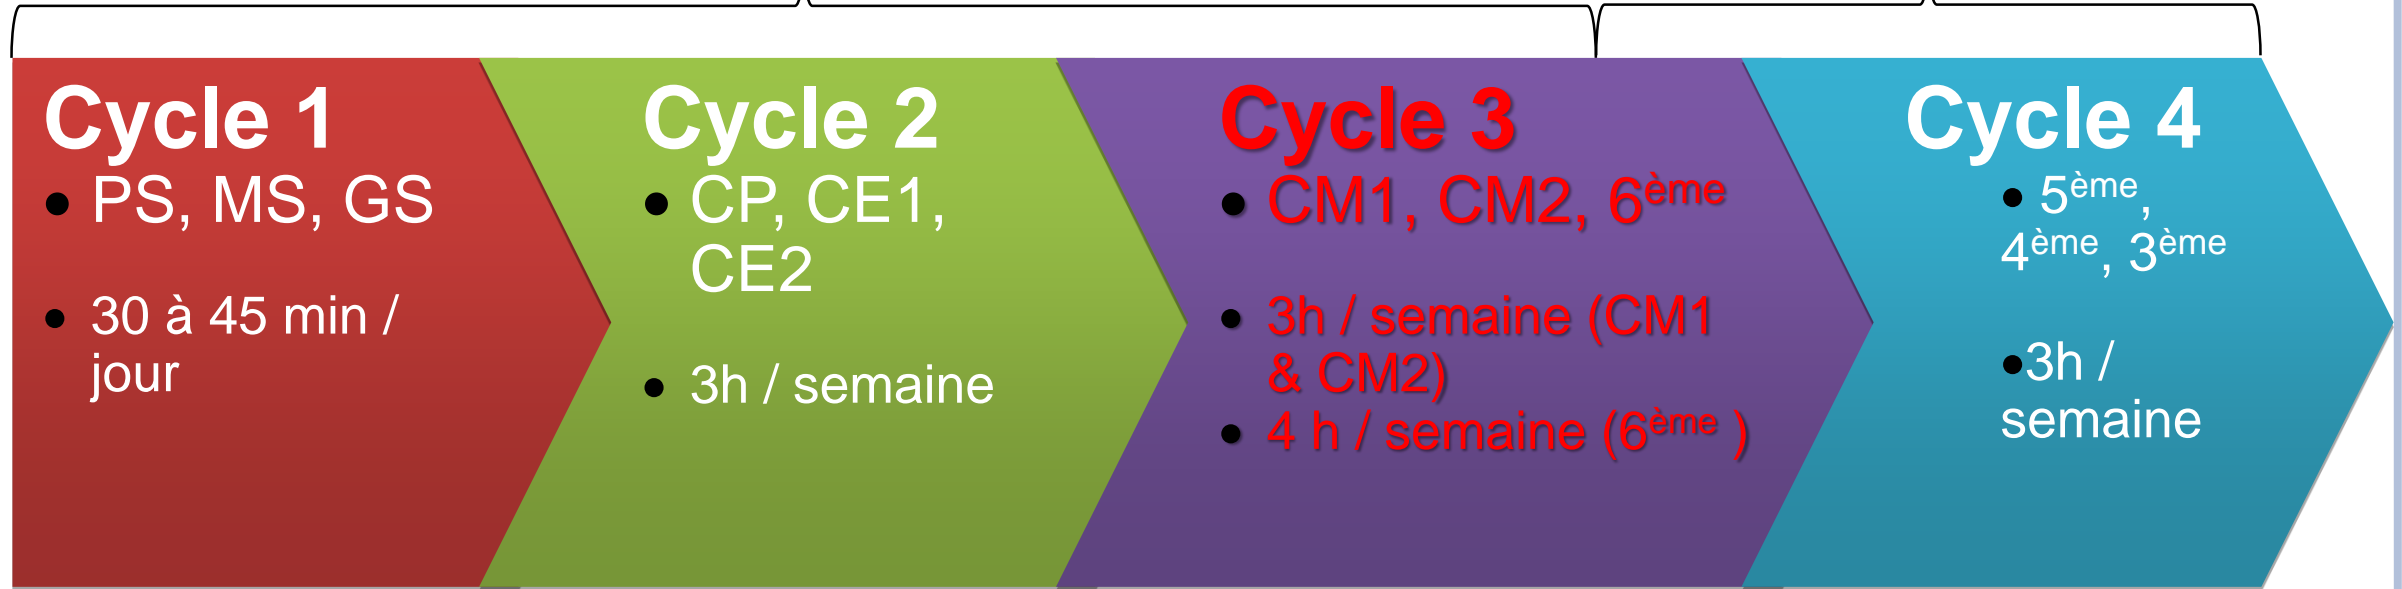 Cycle 1
• PS, MS, GS
• 30 à 45 min /
jour
Cycle 2
• CP, CE1,
CE2
• 3h / semaine
Cycle 3
• CM1, CM2, 6ème
• 3h / semaine (CM1
& CM2)
• 4 h / semaine (6ème )
Cycle 4
• 5ème,
4ème, 3ème
•3h /
semaine